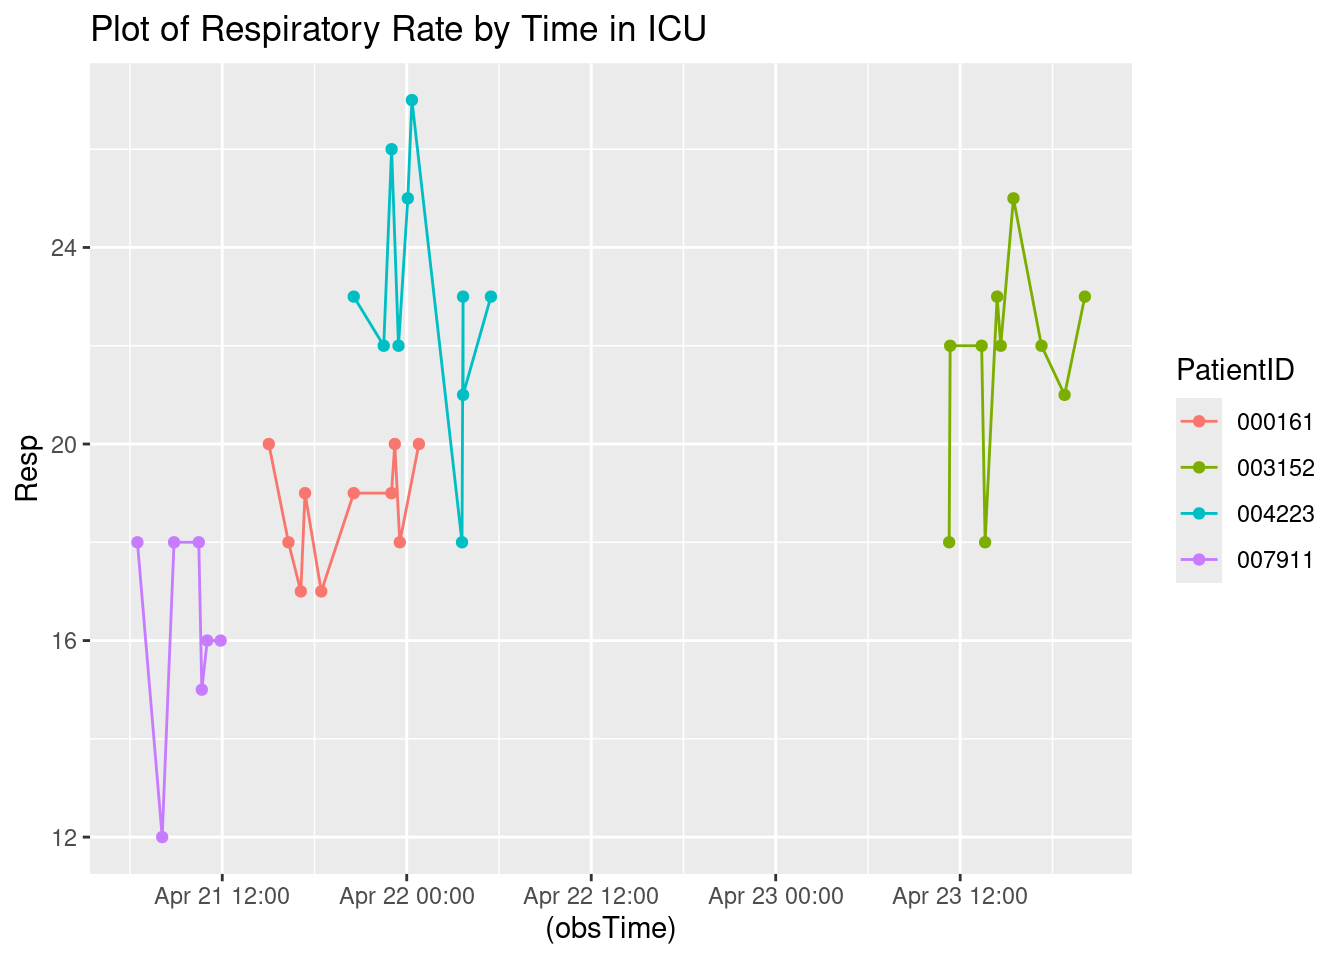 Plot of Respiratory Rate by Time in ICU
24
20
16
12
Resp
Apr 21 12:00
Apr 22 00:00
Apr 22 12:00
Apr 23 00:00
Apr 23 12:00
(obsTime)
PatientID
000161
003152
004223
007911